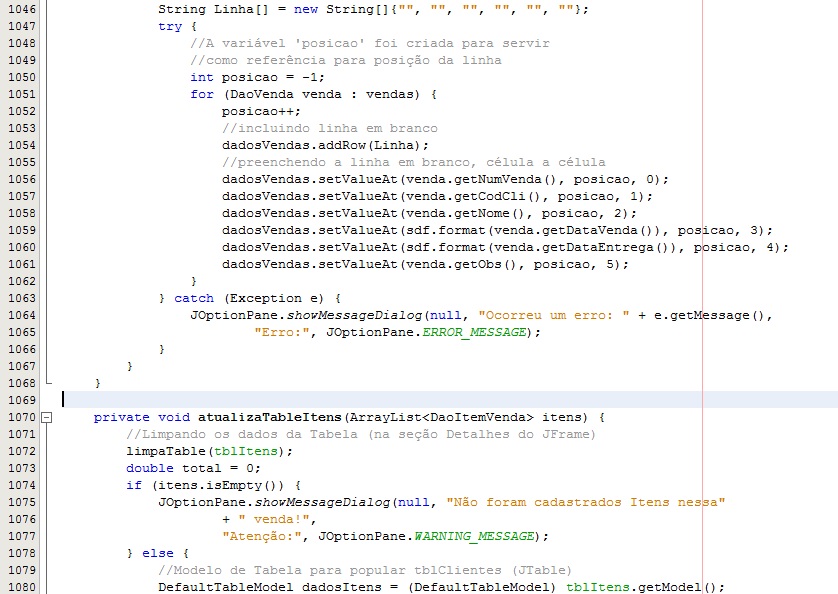 1046 String Linha[] = new String[]{"", "", "", "", "", ""};
1047 try {
1048 //A variável 'posicao' foi criada para servir
1049 //como referência para posição da linha
1050 int posicao = -1;
1051 for (DaoVenda venda : vendas) {
1052 posicao++;
1053 //incluindo linha em branco
1054 dadosVendas.addRow(Linha);
1055 //preenchendo a linha em branco, célula a célula
1056 dadosVendas.setValueAt(venda.getNumVenda(), posicao, 0);
1057 dadosVendas.setValueAt(venda.getCodCli(), posicao, 1);
1058 dadosVendas.setValueAt(venda.getNome(), posicao, 2);
1059 dadosVendas.setValueAt(sdf.format(venda.getDataVenda()), posicao, 3);
1060 dadosVendas.setValueAt(sdf.format(venda.getDataEntrega()), posicao, 4);
1061 dadosVendas.setValueAt(venda.getObs(), posicao, 5);
1062 }
1063 } catch (Exception e) {
1064 JOptionPane.showMessageDialog(null, "Ocorreu um erro: " + e.getMessage(),
1065 "Erro:", JOptionPane.ERROR_MESSAGE);
1066 }
1067 }
1068 }
1069
1070 private void atualizaTableItens(ArrayList<DaoItemVenda> itens) {
1071 //Limpando os dados da Tabela (na seção Detalhes do JFrame)
1072 limpaTable(tblItens);
1073 double total = 0;
1074 if (itens.isEmpty()) {
1075 JOptionPane.showMessageDialog(null, "Não foram cadastrados Itens nessa"
1076 + " venda!",
1077 "Atenção:", JOptionPane.WARNING_MESSAGE);
1078 } else {
1079 //Modelo de Tabela para popular tblClientes (JTable)
1080 DefaultTableModel dadosItens = (DefaultTableModel) tblItens.getModel();